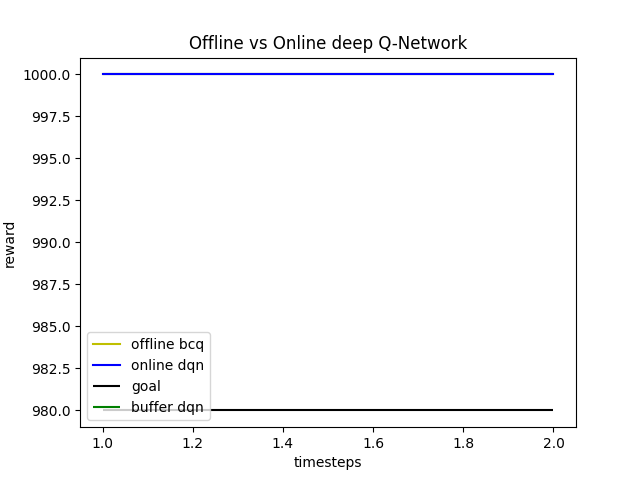 Offline vs Online deep Q-Network
1000.0
997.5
995.0
992.5
990.0
987.5
985.0
982.5
980.0
reward
offline bcq
online dqn
goal
buffer dqn
1.0 1.2 1.4 1.6 1.8 2.0
timesteps